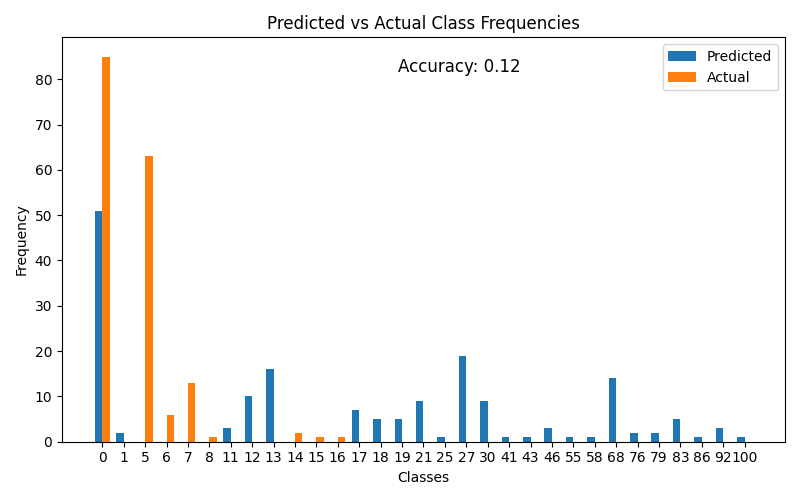 Predicted vs Actual Class Frequencies
Accuracy: 0.12
Predicted
Actual
Frequency
80
70
60
50
40
30
20
10
0
0 1 5 6 7 8 11 12 13 14 15 16 17 18 19 21 25 27 30 41 43 46 55 58 68 76 79 83 86 92 100
Classes